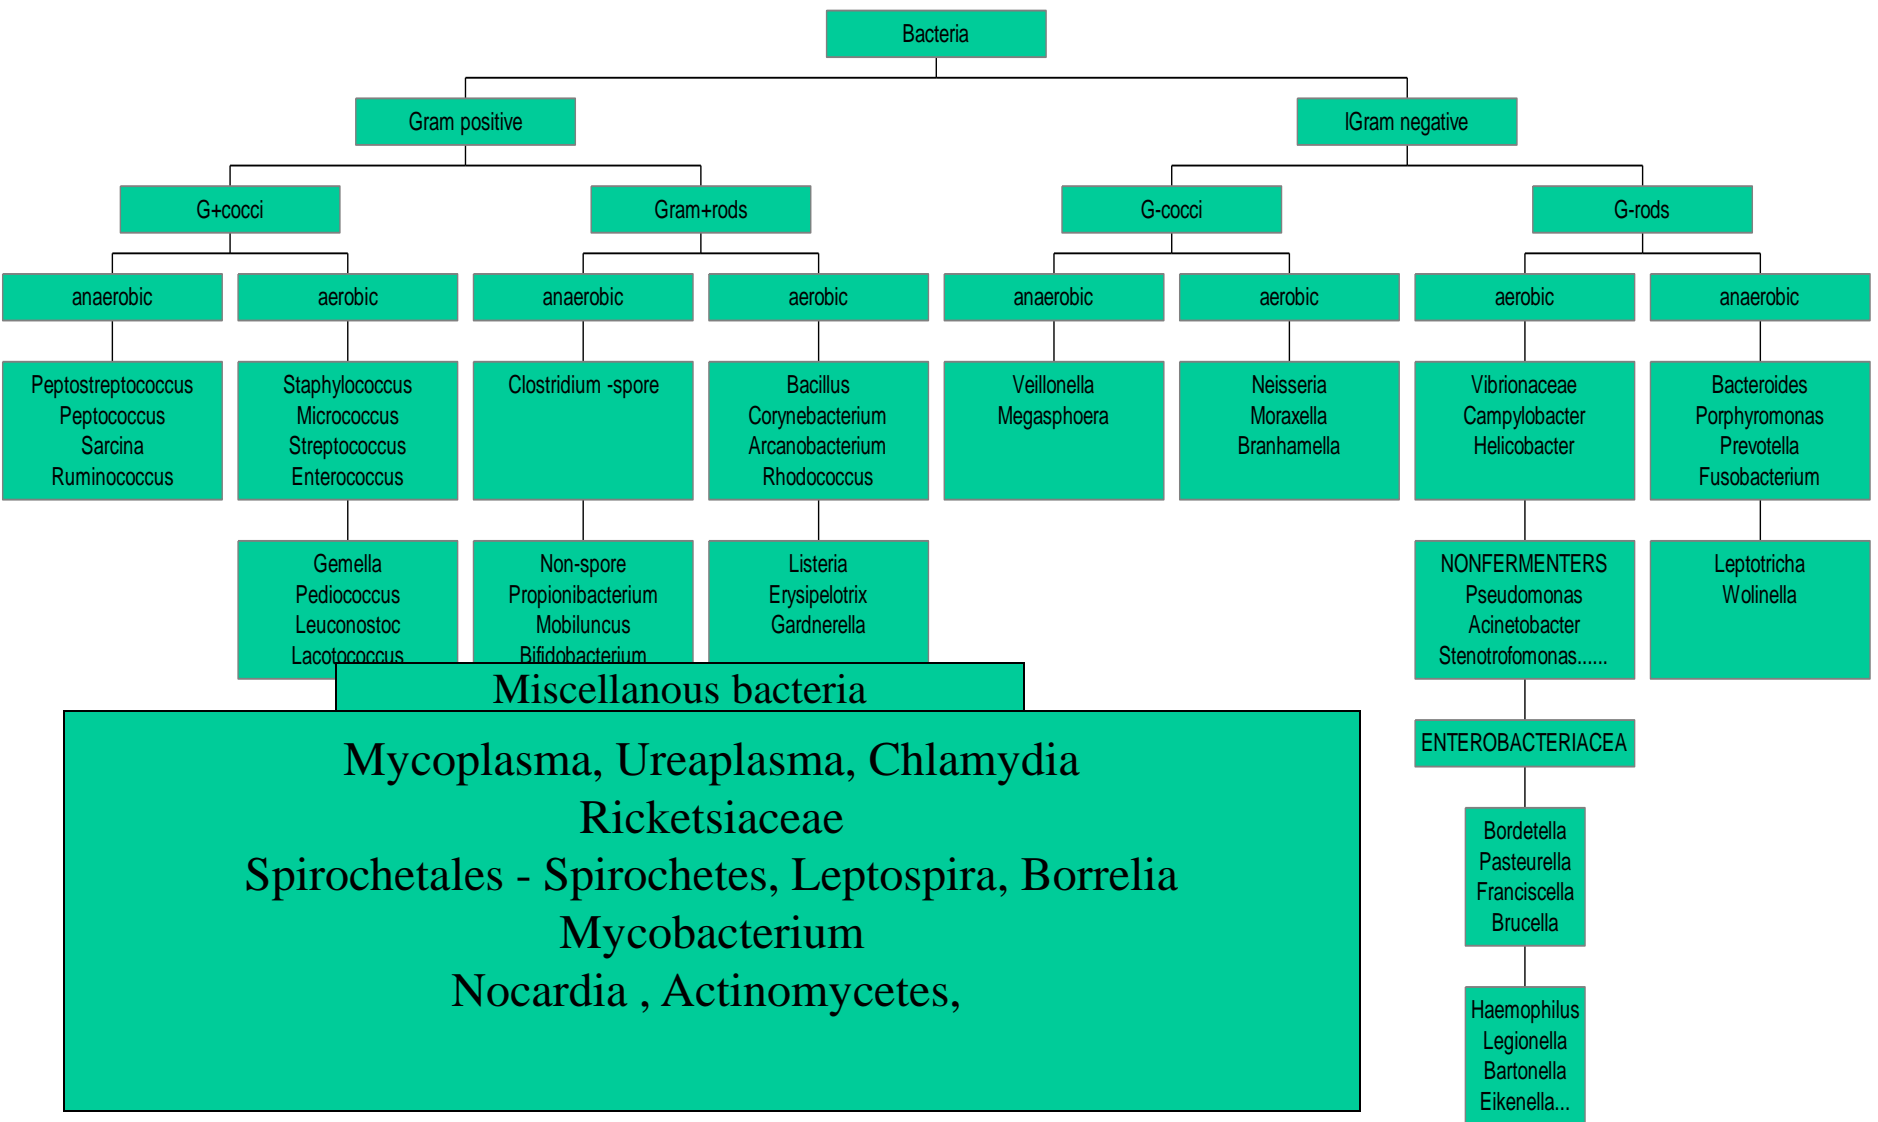 Bacteria
Gram positive
IGram negative
G+cocci
Gram+rods
G-cocci
G-rods
anaerobic
aerobic
anaerobic
aerobic
anaerobic
aerobic
aerobic
anaerobic
Peptostreptococcus
Peptococcus
Sarcina
Ruminococcus
Staphylococcus
Micrococcus
Streptococcus
Enterococcus
Clostridium -spore
Bacillus
Corynebacterium
Arcanobacterium
Rhodococcus
Veillonella
Megasphoera
Neisseria
Moraxella
Branhamella
Vibrionaceae
Campylobacter
Helicobacter
Bacteroides
Porphyromonas
Prevotella
Fusobacterium
Gemella
Pediococcus
Leuconostoc
Lacotococcus
Non-spore
Propionibacterium
Mobiluncus
Bifidobacterium
Listeria
Erysipelotrix
Gardnerella
NONFERMENTERS
Pseudomonas
Acinetobacter
Stenotrofomonas......
Leptotricha
Wolinella
Miscellanous bacteria
Mycoplasma, Ureaplasma, Chlamydia
Ricketsiaceae
Spirochetales - Spirochetes, Leptospira, Borrelia
Mycobacterium
Nocardia , Actinomycetes,
ENTEROBACTERIACEA
Bordetella
Pasteurella
Franciscella
Brucella
Haemophilus
Legionella
Bartonella
Eikenella...